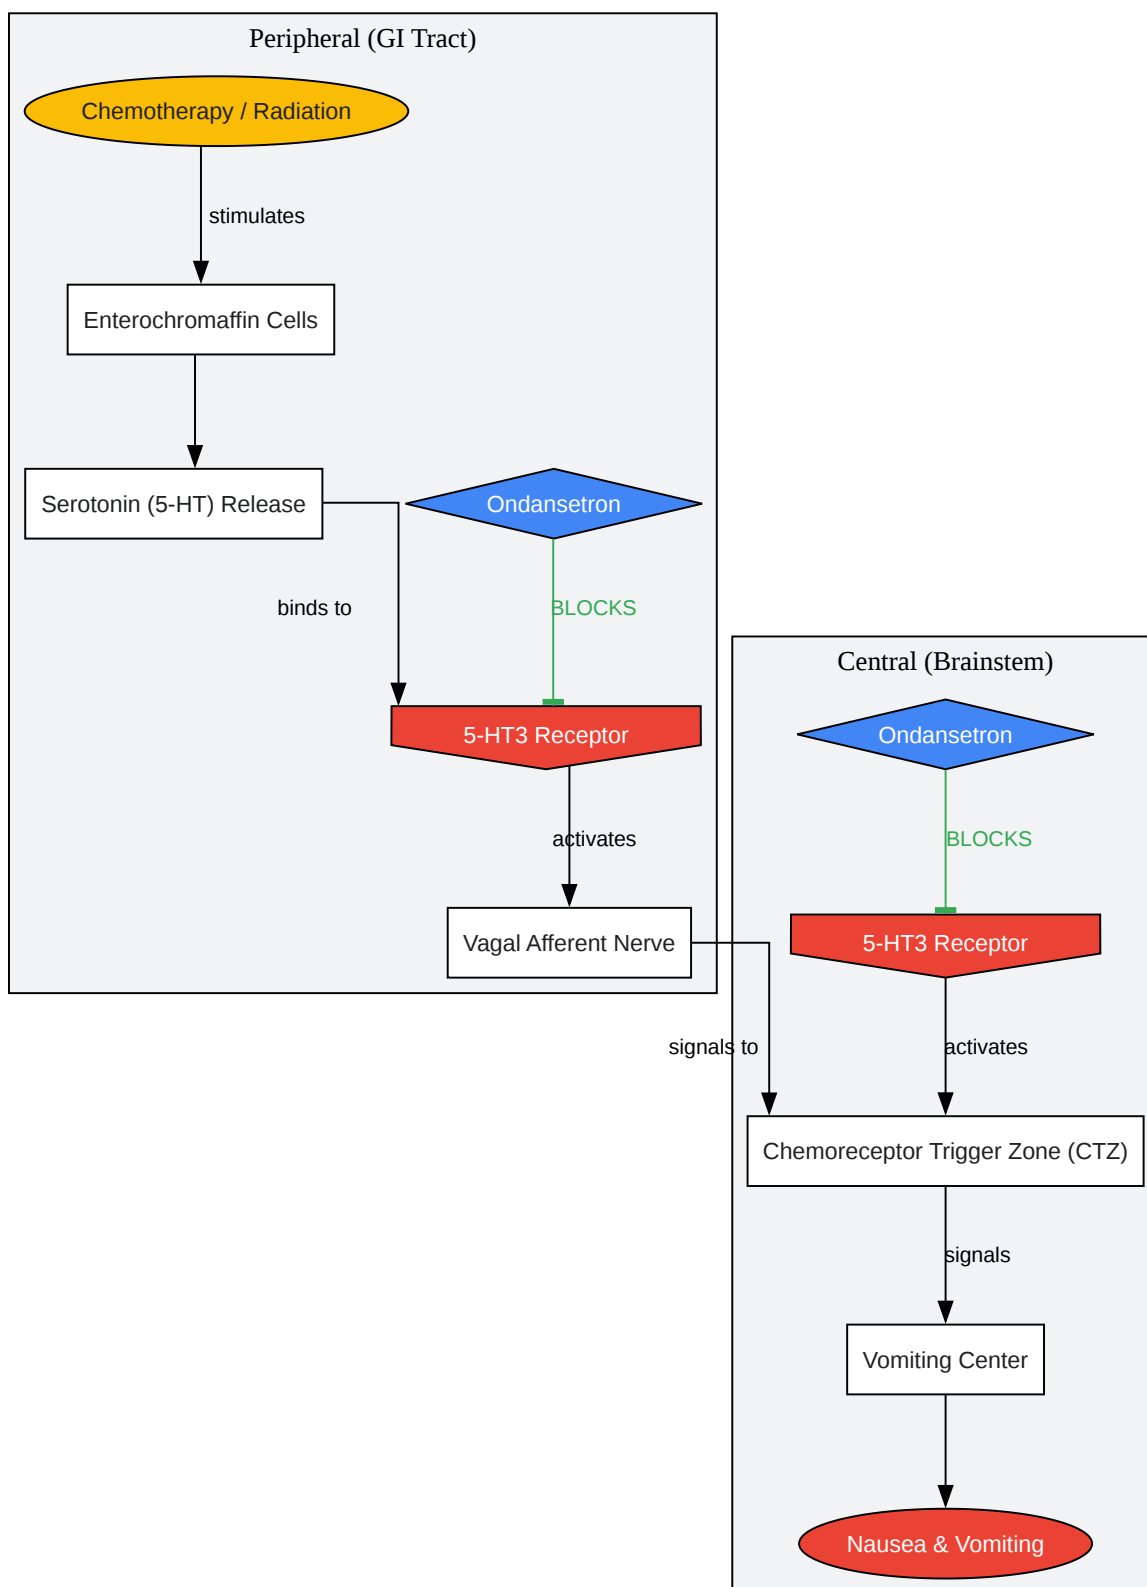 Peripheral (GI Tract)
Chemotherapy / Radiation
stimulates
Enterochromaffin Cells
Serotonin (5-HT) Release
Ondansetron
binds to
BLOCKS
5-HT3 Receptor
activates
Vagal Afferent Nerve
signals to
Central (Brainstem)
Ondansetron
BLOCKS
5-HT3 Receptor
activates
Chemoreceptor Trigger Zone (CTZ)
signals
Vomiting Center
Nausea & Vomiting